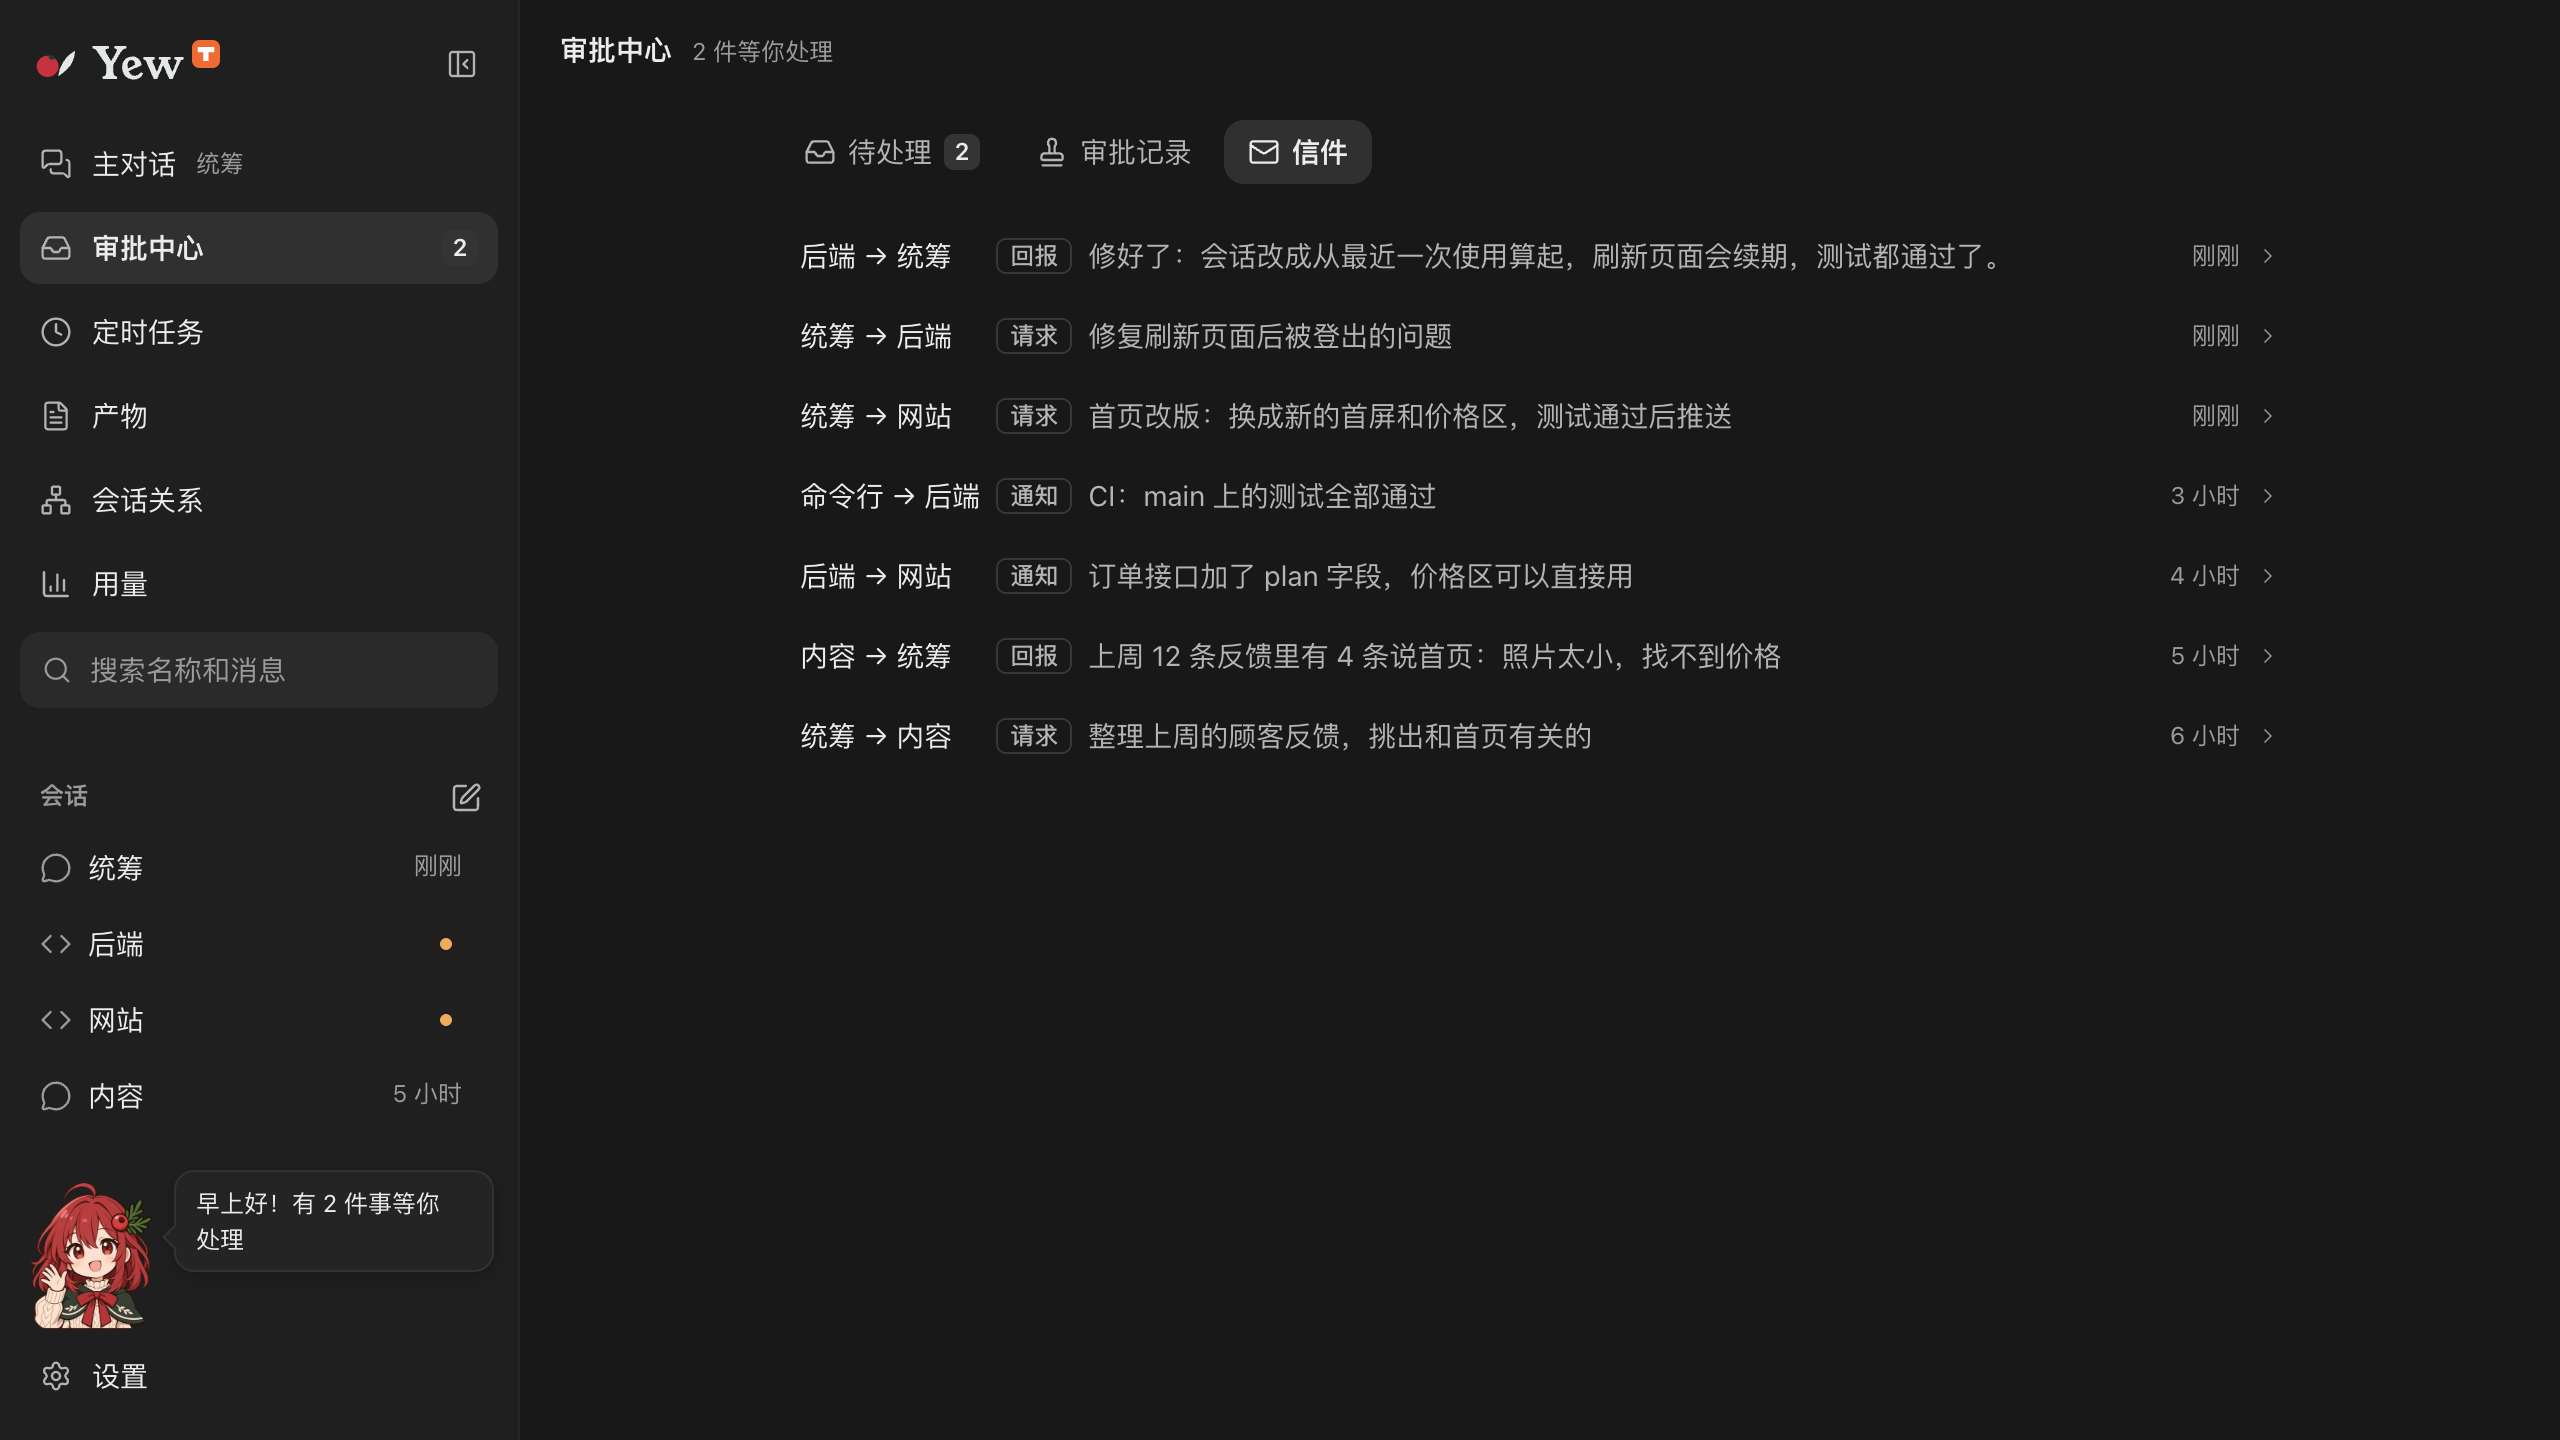 Yew T
主对话 统筹
审批中心 2
定时任务
产物
会话关系
用量
搜索名称和消息
会话
统筹 刚刚
后端
网站
内容 5 小时
早上好！有 2 件事等你
处理
设置
审批中心 2 件等你处理
待处理 2 审批记录 信件
后端 → 统筹 回报 修好了：会话改成从最近一次使用算起，刷新页面会续期，测试都通过了。 刚刚
统筹 → 后端 请求 修复刷新页面后被登出的问题 刚刚
统筹 → 网站 请求 首页改版：换成新的首屏和价格区，测试通过后推送 刚刚
命令行 → 后端 通知 CI：main 上的测试全部通过 3 小时
后端 → 网站 通知 订单接口加了 plan 字段，价格区可以直接用 4 小时
内容 → 统筹 回报 上周 12 条反馈里有 4 条说首页：照片太小，找不到价格 5 小时
统筹 → 内容 请求 整理上周的顾客反馈，挑出和首页有关的 6 小时